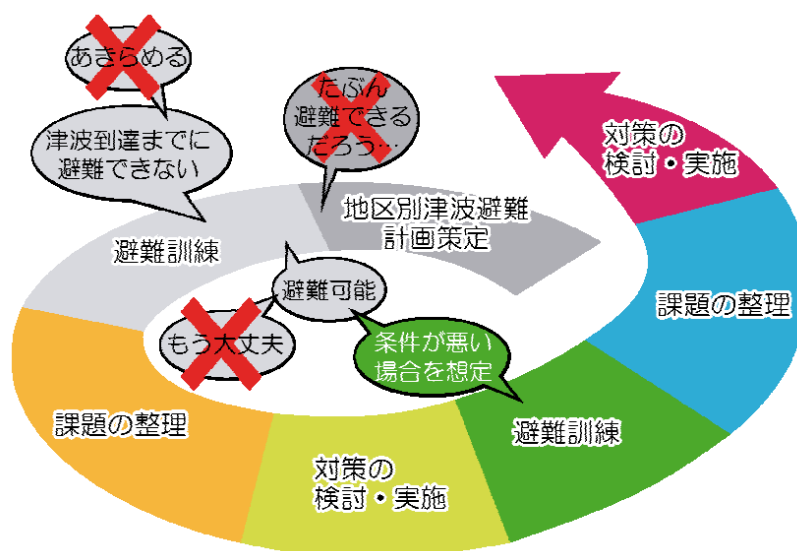 あきらめる
津波到達までに
避難できない
たぶん
避難できる
だろう…
地区別津波避難
計画策定
避難訓練
避難可能
もう大丈夫
条件が悪い
場合を想定
課題の整理
対策の
検討・実施
避難訓練
課題の整理
対策の
検討・実施